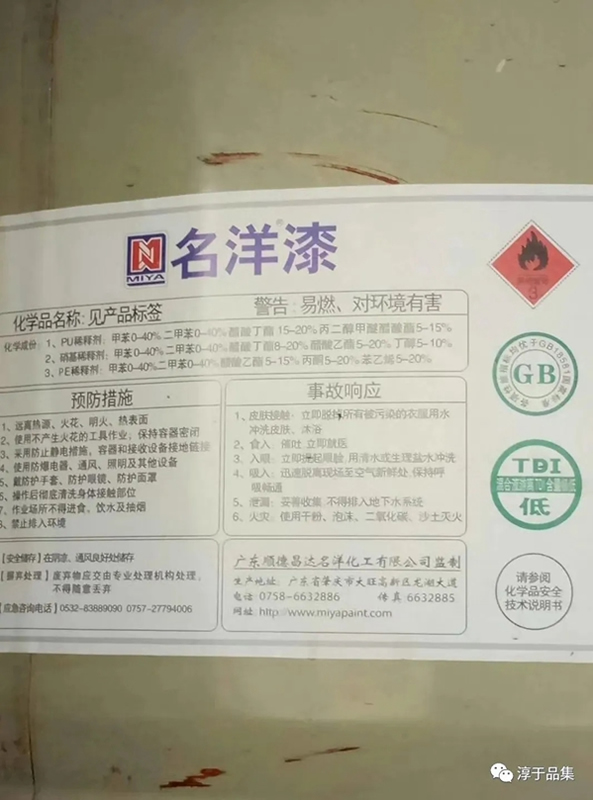 MIYA
名洋漆
®
化学品名称: 见产品标签
警告: 易燃、对环境有害
化学成份: 1、PU稀释剂: 甲苯0-40% 二甲苯0-40% 醋酸丁酯 15-20% 丙二醇甲醚醋酸酯 5-15%
2、硝基稀释剂: 甲苯0-40% 二甲苯0-40% 醋酸丁酯8-20% 醋酸乙酯 5-20% 丁醇 5-10%
3、PE稀释剂: 甲苯0-40% 二甲苯0-40% 醋酸乙酯 5-15% 丙酮5-20% 苯乙烯 5-20%
预防措施
1、远离热源、火花、明火、热表面
2、使用不产生火花的工具作业，保持容器密闭
3、采用防止静电措施，容器和接收设备接地链接
4、使用防爆电器、通风、照明及其他设备
5、戴防护手套、防护眼镜、防护面罩
6、操作后彻底清洗身体接触部位
7、作业场所不得进食、饮水及抽烟
8、禁止排入环境
事故响应
1、皮肤接触: 立即脱掉所有被污染的衣服用水
冲洗皮肤、沐浴
2、食入: 催吐 立即就医
3、入眼: 立即提起眼睑，用清水或生理盐水冲洗
4、吸入: 迅速脱离现场至空气新鲜处，保持呼
吸畅通
5、泄漏: 妥善收集，不得排入地下水系统
6、火灾: 使用干粉、泡沫、二氧化碳、沙土灭火
【安全储存】在阴凉、通风良好处储存
【废弃处理】废弃物应交由专业处理机构处理，
不得随意丢弃
【应急咨询电话】0532-83889090 0757-27794006
广东顺德昌达名洋化工有限公司监制
生产地址: 广东省肇庆市大旺高新区龙湖大道
电话 0758-6632886 传真 6632885
网址 http://www.miyapaint.com
3
GB
TDI
低
请参阅
化学品安全
技术说明书
淳于品集